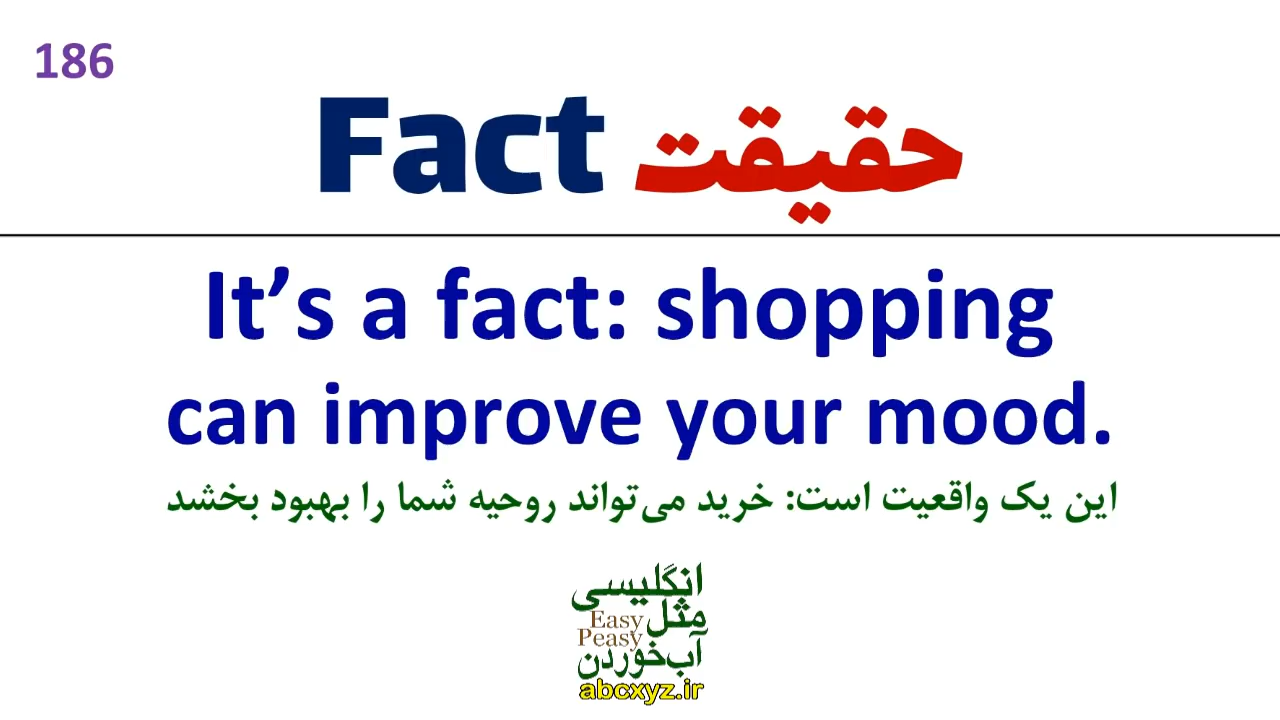 186
Fact حقیقت
It’s a fact: shopping
can improve your mood.
این یک واقعیت است: خرید می‌تواند روحیه شما را بهبود بخشد
انگلیسی
مثل
Easy
Peasy
آب‌خوردن
abcxyz.ir